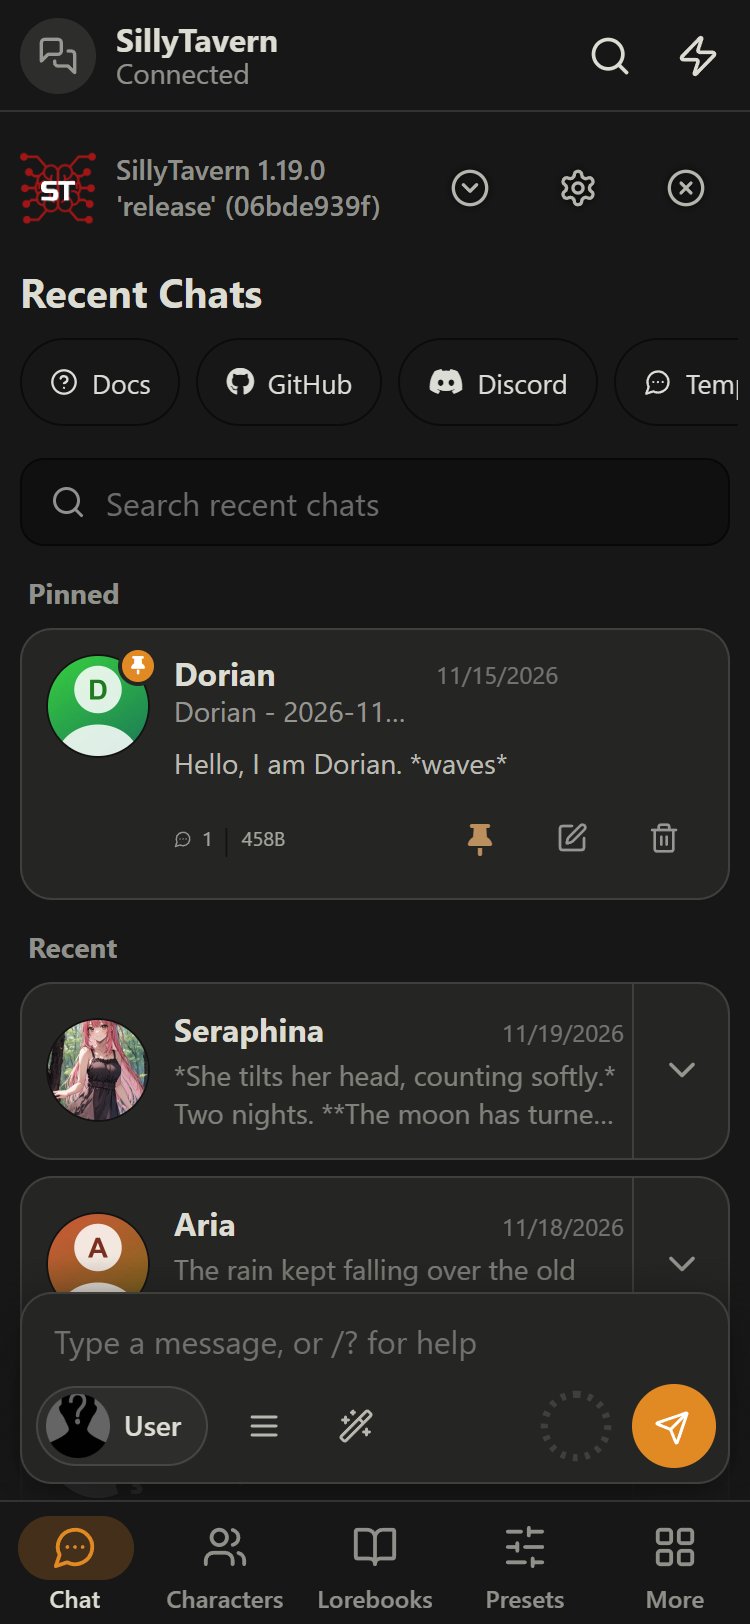 SillyTavern
Connected
ST
SillyTavern 1.19.0
'release' (06bde939f)
Recent Chats
Docs
GitHub
Discord
Search recent chats
Pinned
D
Dorian
11/15/2026
Dorian - 2026-11...
Hello, I am Dorian. *waves*
1
458B
Recent
Seraphina
11/19/2026
*She tilts her head, counting softly.*
Two nights. **The moon has turne...
A
Aria
11/18/2026
The rain kept falling over the old
Type a message, or /? for help
?
User
Chat
Characters
Lorebooks
Presets
More